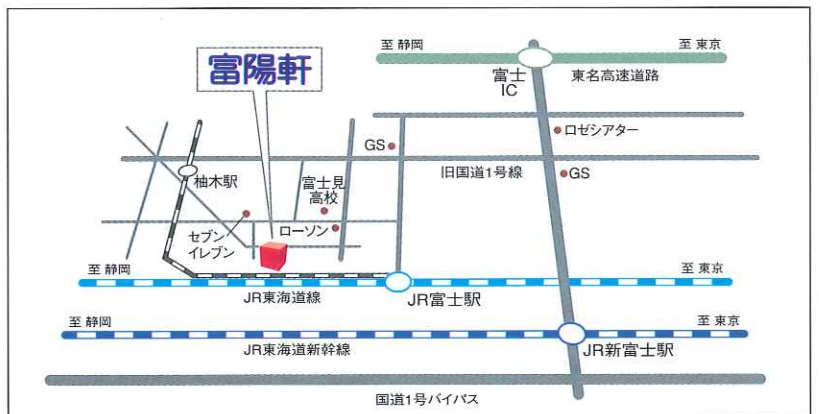 至 静岡
至 東京
富陽軒
富士
IC
東名高速道路
ロゼシアター
GS
旧国道1号線
GS
柚木駅
富士見
高校
セブン
イレブン
ローソン
至 静岡
至 東京
JR東海道線
JR富士駅
至 静岡
至 東京
JR東海道新幹線
JR新富士駅
国道1号バイパス